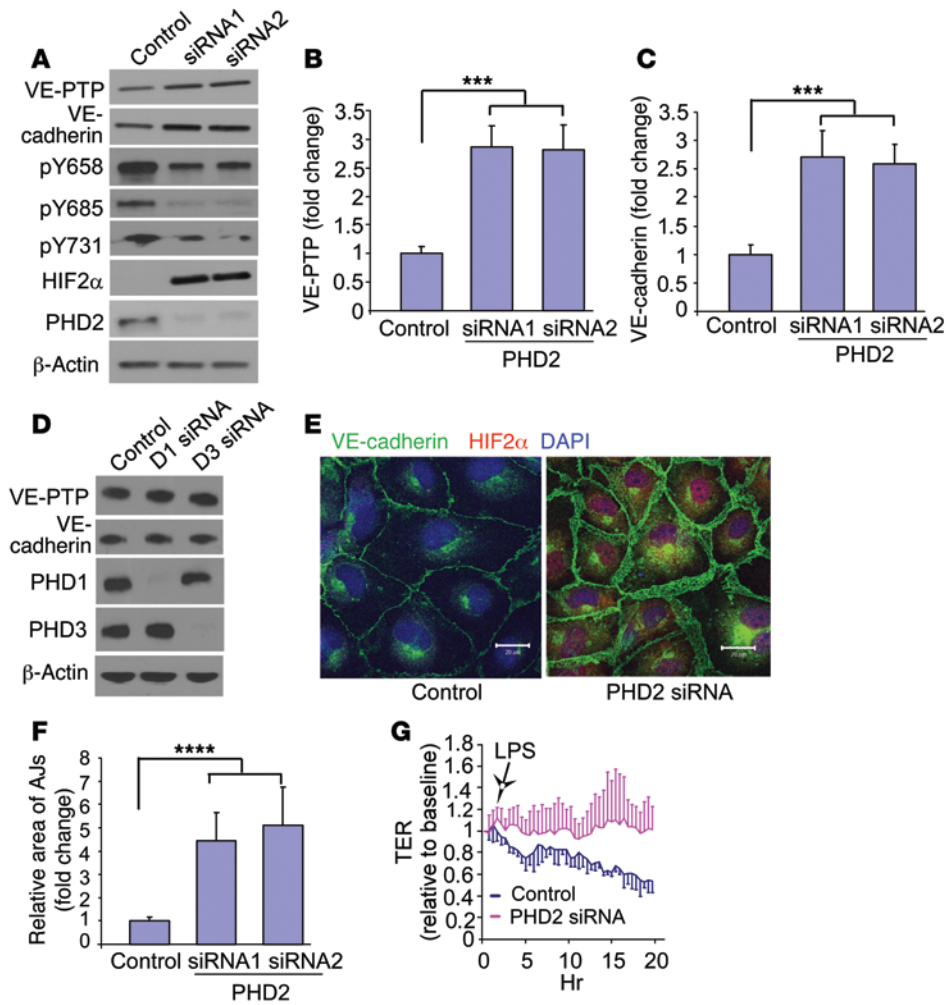 A
Control
siRNA1
siRNA2
VE-PTP
VE-
cadherin
pY658
pY685
pY731
HIF2α
PHD2
β-Actin
B
***
VE-PTP (fold change)
3.5
3
2.5
2
1.5
1
0.5
0
Control siRNA1 siRNA2
PHD2
C
***
VE-cadherin (fold change)
3.5
3
2.5
2
1.5
1
0.5
0
Control siRNA1 siRNA2
PHD2
D
Control
D1 siRNA
D3 siRNA
VE-PTP
VE-
cadherin
PHD1
PHD3
β-Actin
E
VE-cadherin HIF2α DAPI
20 µm
20 µm
Control
PHD2 siRNA
F
****
Relative area of AJs
(fold change)
8
7
6
5
4
3
2
1
0
Control siRNA1 siRNA2
PHD2
G
LPS
TER
(relative to baseline)
1.8
1.6
1.4
1.2
1
0.8
0.6
0.4
0.2
0
Control
PHD2 siRNA
0 5 10 15 20
Hr